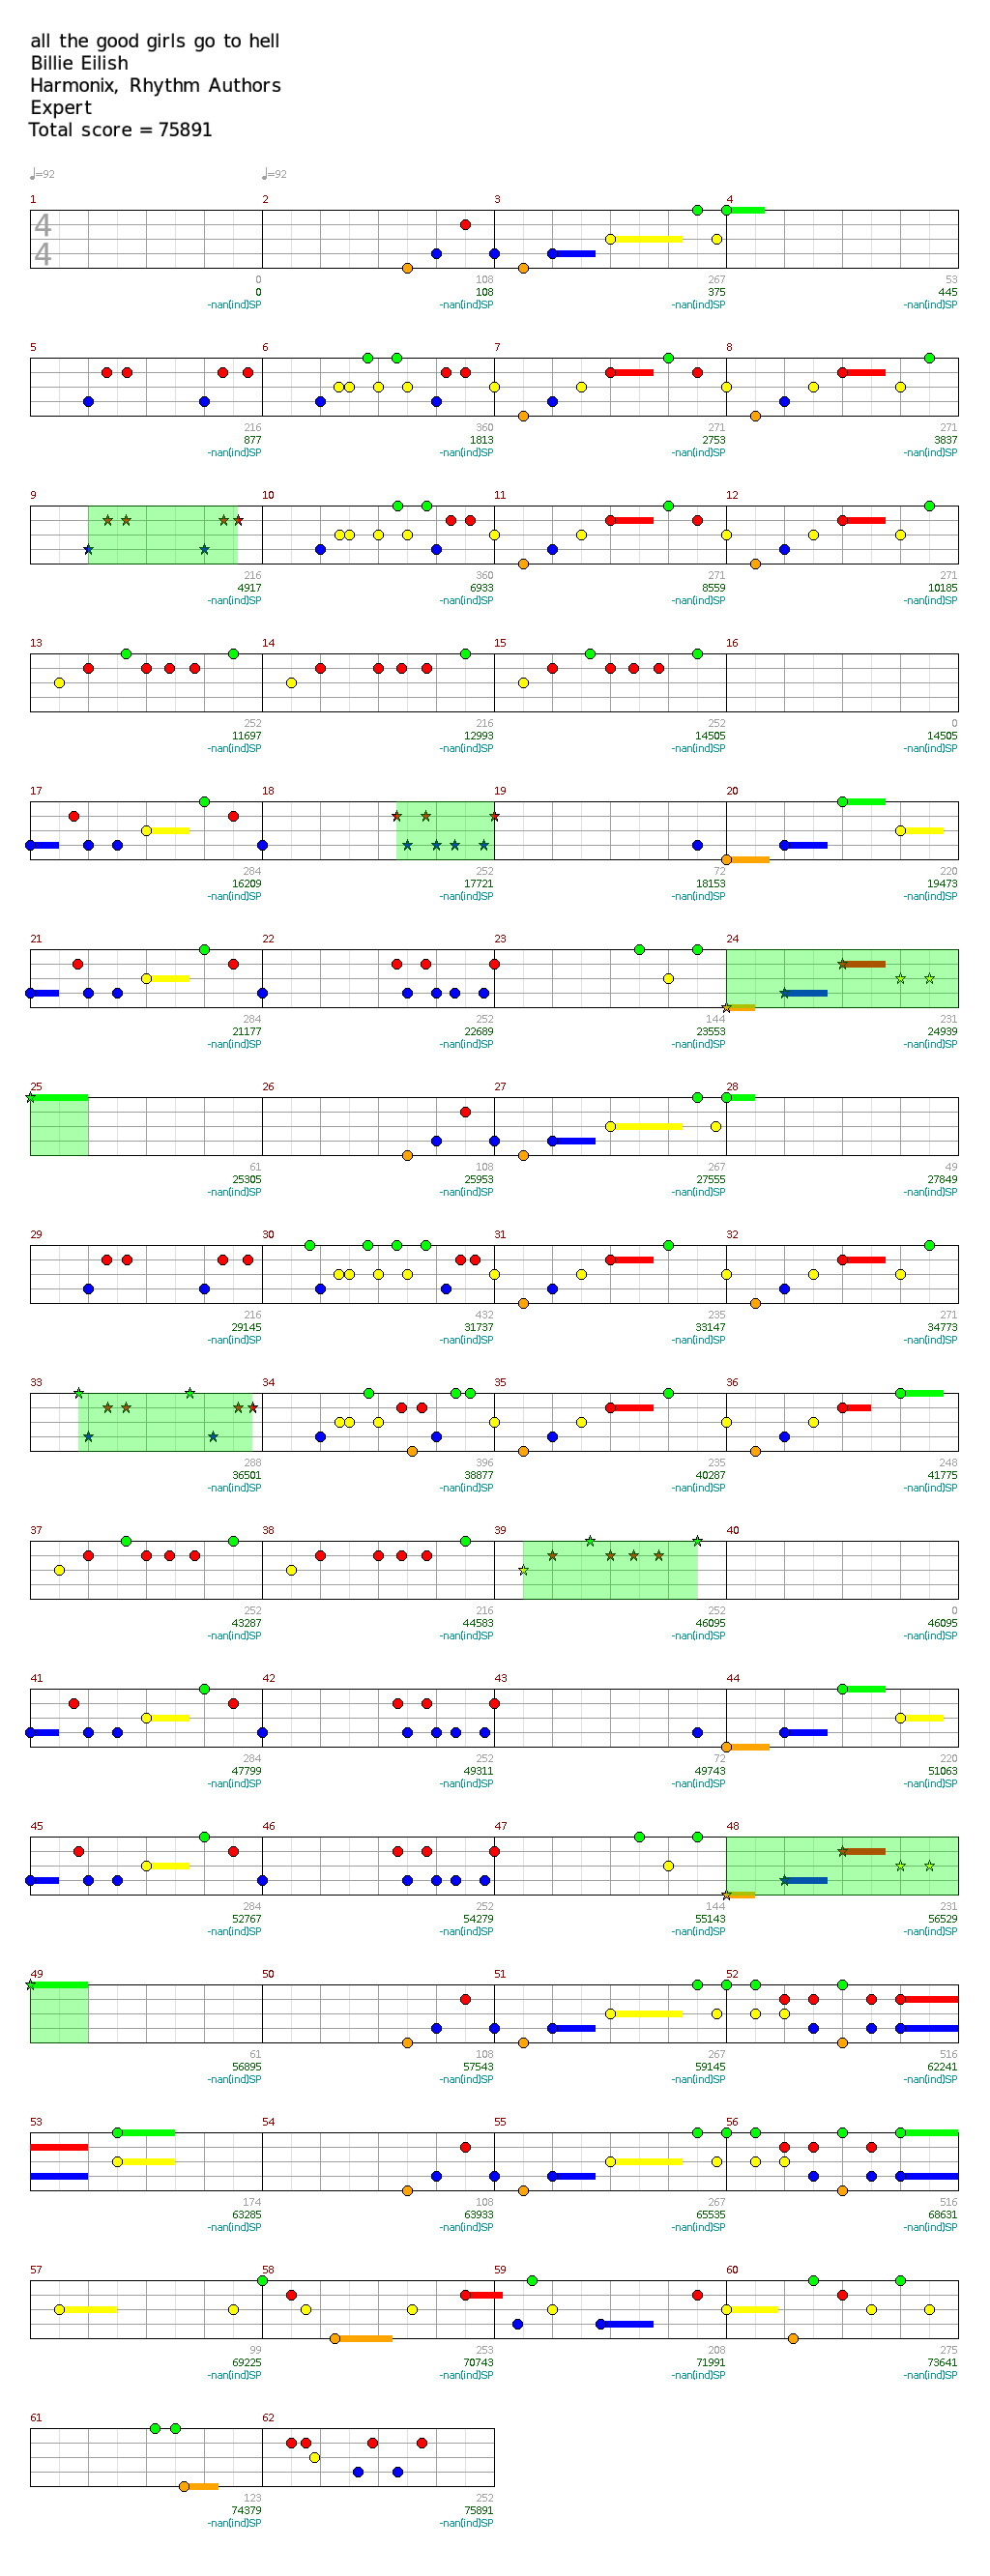 all the good girls go to hell
Billie Eilish
Harmonix, Rhythm Authors
Expert
Total score = 75891
♩=92 ♩=92
1 2 3 4
4
4
0 108 267 53
0 108 375 445
-nan(ind)SP -nan(ind)SP -nan(ind)SP -nan(ind)SP
5 6 7 8
216 360 271 271
877 1813 2753 3837
-nan(ind)SP -nan(ind)SP -nan(ind)SP -nan(ind)SP
9 10 11 12
216 360 271 271
4917 6933 8559 10185
-nan(ind)SP -nan(ind)SP -nan(ind)SP -nan(ind)SP
13 14 15 16
252 216 252 0
11697 12993 14505 14505
-nan(ind)SP -nan(ind)SP -nan(ind)SP -nan(ind)SP
17 18 19 20
284 252 72 220
16209 17721 18153 19473
-nan(ind)SP -nan(ind)SP -nan(ind)SP -nan(ind)SP
21 22 23 24
284 252 144 231
21177 22689 23553 24939
-nan(ind)SP -nan(ind)SP -nan(ind)SP -nan(ind)SP
25 26 27 28
61 108 267 49
25305 25953 27555 27849
-nan(ind)SP -nan(ind)SP -nan(ind)SP -nan(ind)SP
29 30 31 32
216 432 235 271
29145 31737 33147 34773
-nan(ind)SP -nan(ind)SP -nan(ind)SP -nan(ind)SP
33 34 35 36
288 396 235 248
36501 38877 40287 41775
-nan(ind)SP -nan(ind)SP -nan(ind)SP -nan(ind)SP
37 38 39 40
252 216 252 0
43287 44583 46095 46095
-nan(ind)SP -nan(ind)SP -nan(ind)SP -nan(ind)SP
41 42 43 44
284 252 72 220
47799 49311 49743 51063
-nan(ind)SP -nan(ind)SP -nan(ind)SP -nan(ind)SP
45 46 47 48
284 252 144 231
52767 54279 55143 56529
-nan(ind)SP -nan(ind)SP -nan(ind)SP -nan(ind)SP
49 50 51 52
61 108 267 516
56895 57543 59145 62241
-nan(ind)SP -nan(ind)SP -nan(ind)SP -nan(ind)SP
53 54 55 56
174 108 267 516
63285 63933 65535 68631
-nan(ind)SP -nan(ind)SP -nan(ind)SP -nan(ind)SP
57 58 59 60
99 253 208 275
69225 70743 71991 73641
-nan(ind)SP -nan(ind)SP -nan(ind)SP -nan(ind)SP
61 62
123 252
74379 75891
-nan(ind)SP -nan(ind)SP